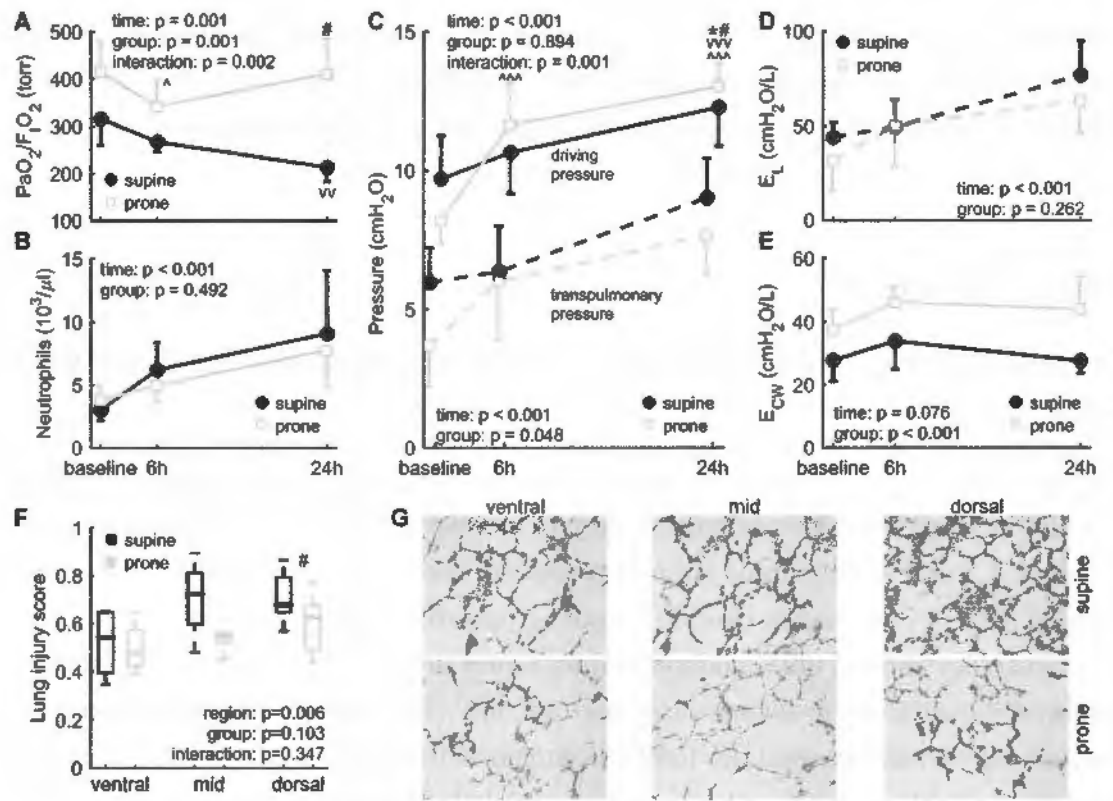 A
time: p = 0.001
group: p = 0.001
interaction: p = 0.002
#
^
PaO2/FIO2 (torr)
500
400
300
200
100
supine
prone
vv
B
time: p < 0.001
group: p = 0.492
Neutrophils (10^3/μl)
15
10
5
0
supine
prone
baseline
6h
24h
C
time: p < 0.001
group: p = 0.894
interaction: p = 0.001
^^^
*#
vvv
^^^
Pressure (cmH2O)
15
10
5
0
driving
pressure
transpulmonary
pressure
time: p < 0.001
group: p = 0.048
supine
prone
baseline
6h
24h
D
supine
prone
EL (cmH2O/L)
100
50
0
time: p < 0.001
group: p = 0.262
E
ECW (cmH2O/L)
60
40
20
0
time: p = 0.076
group: p < 0.001
supine
prone
baseline
6h
24h
F
supine
prone
#
Lung injury score
1
0.8
0.6
0.4
0.2
0
region: p=0.006
group: p=0.103
interaction: p=0.347
ventral
mid
dorsal
G
ventral
mid
dorsal
supine
prone